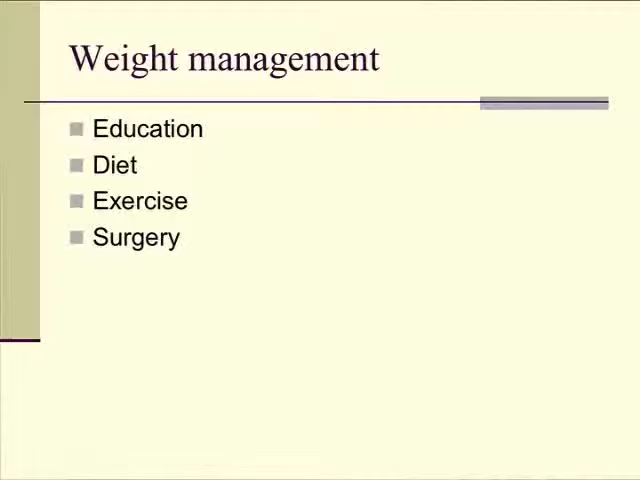 Weight management
Education
Diet
Exercise
Surgery